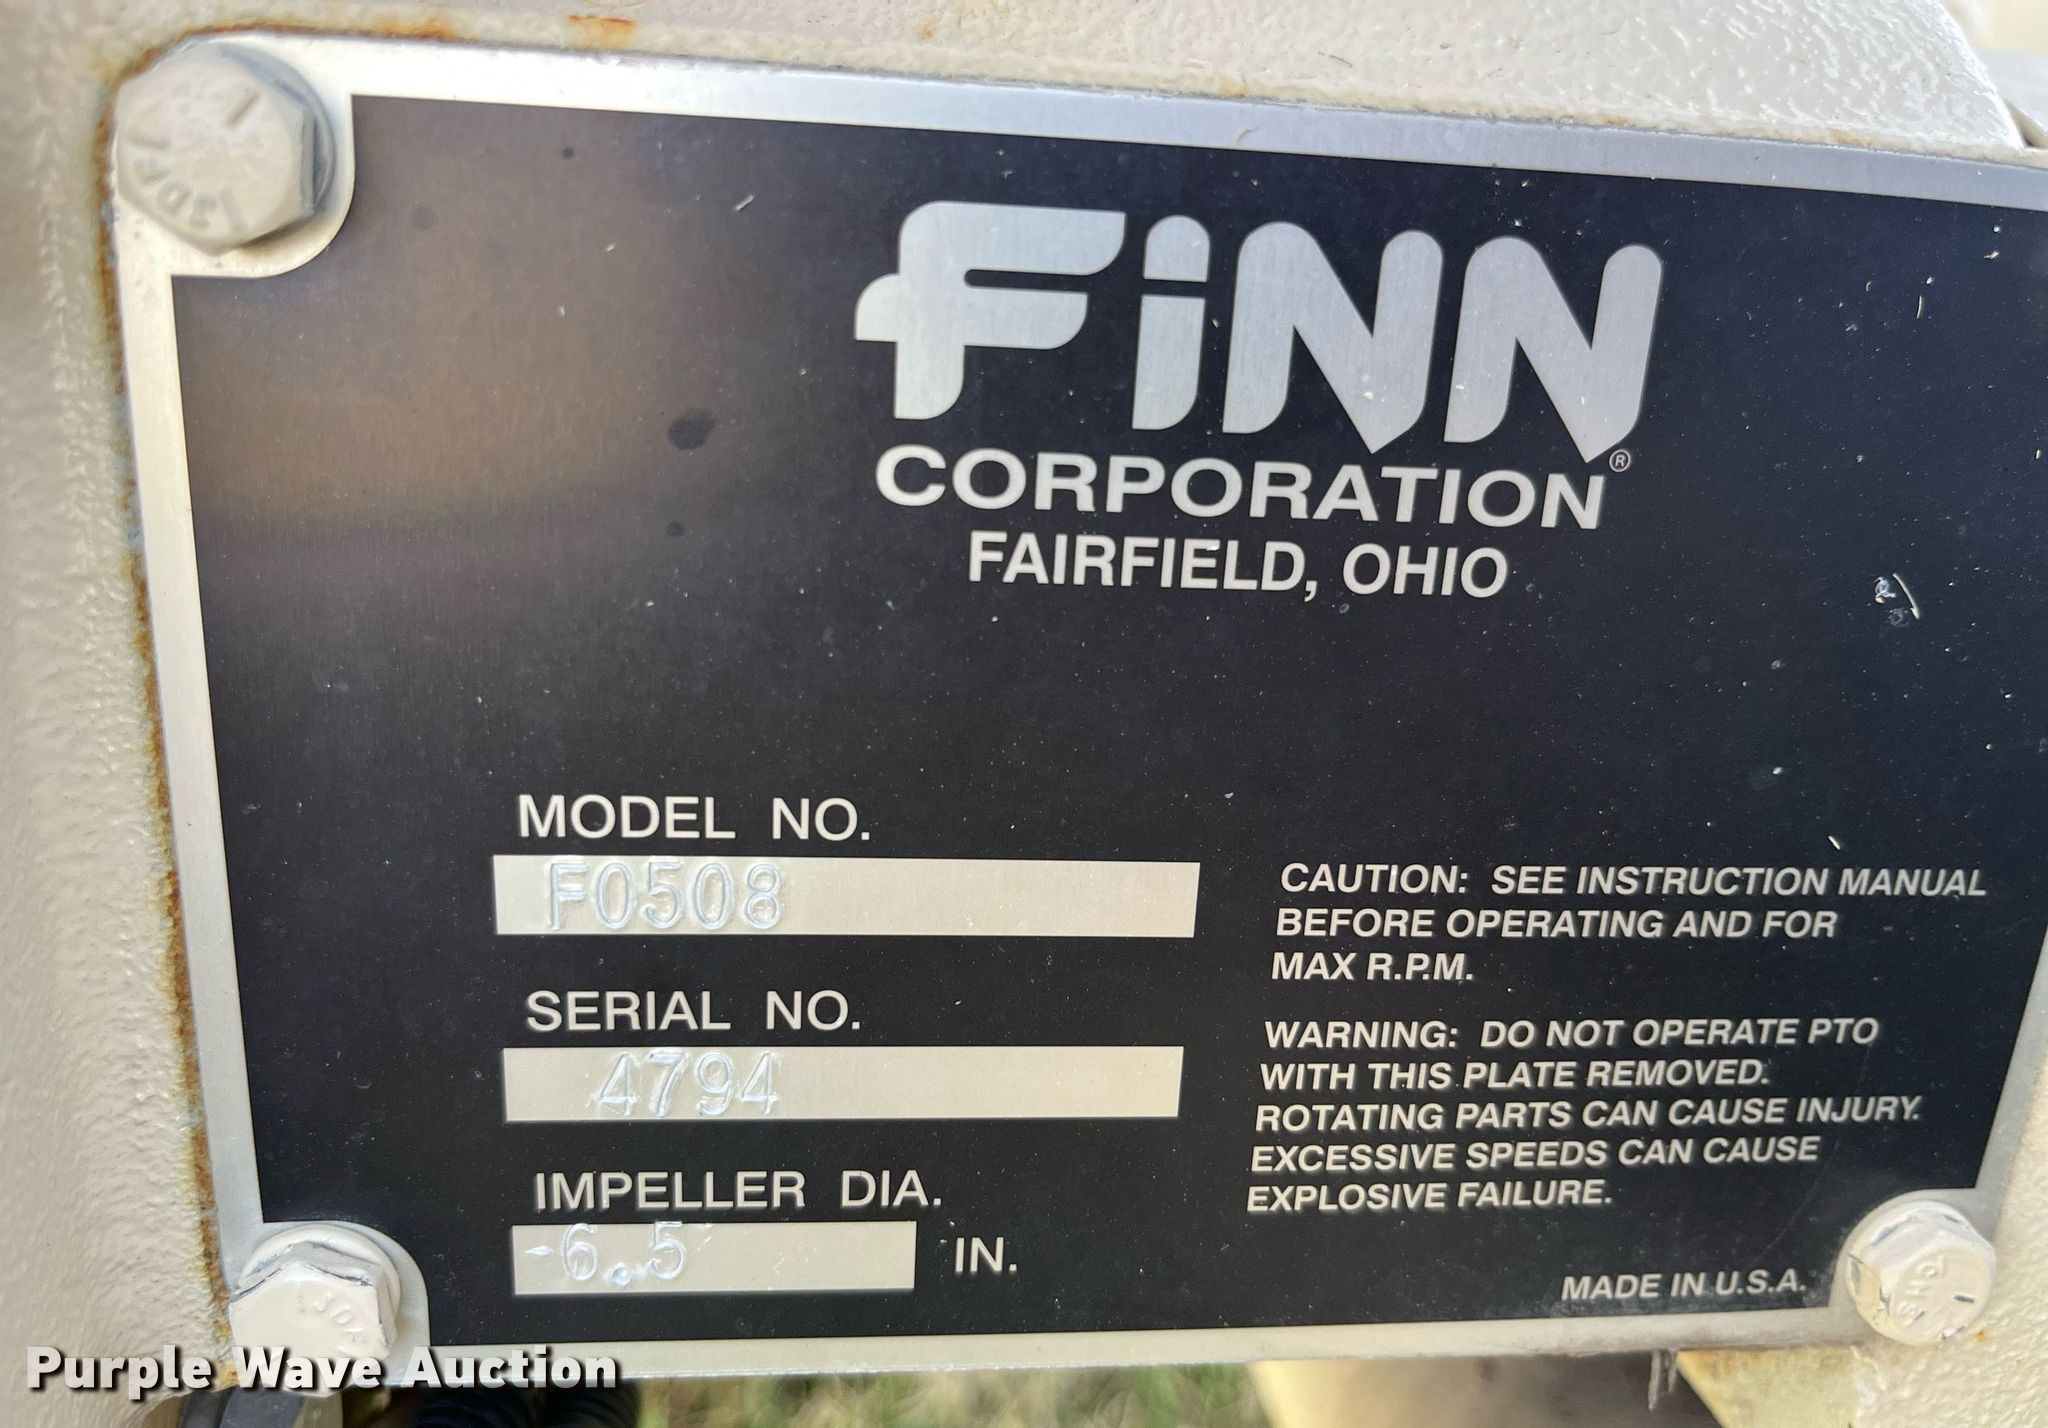 FINN
CORPORATION®
FAIRFIELD, OHIO
MODEL NO.
F0508
SERIAL NO.
4794
IMPELLER DIA.
-6.5 IN.
CAUTION: SEE INSTRUCTION MANUAL
BEFORE OPERATING AND FOR
MAX R.P.M.
WARNING: DO NOT OPERATE PTO
WITH THIS PLATE REMOVED.
ROTATING PARTS CAN CAUSE INJURY.
EXCESSIVE SPEEDS CAN CAUSE
EXPLOSIVE FAILURE.
MADE IN U.S.A.
Purple Wave Auction